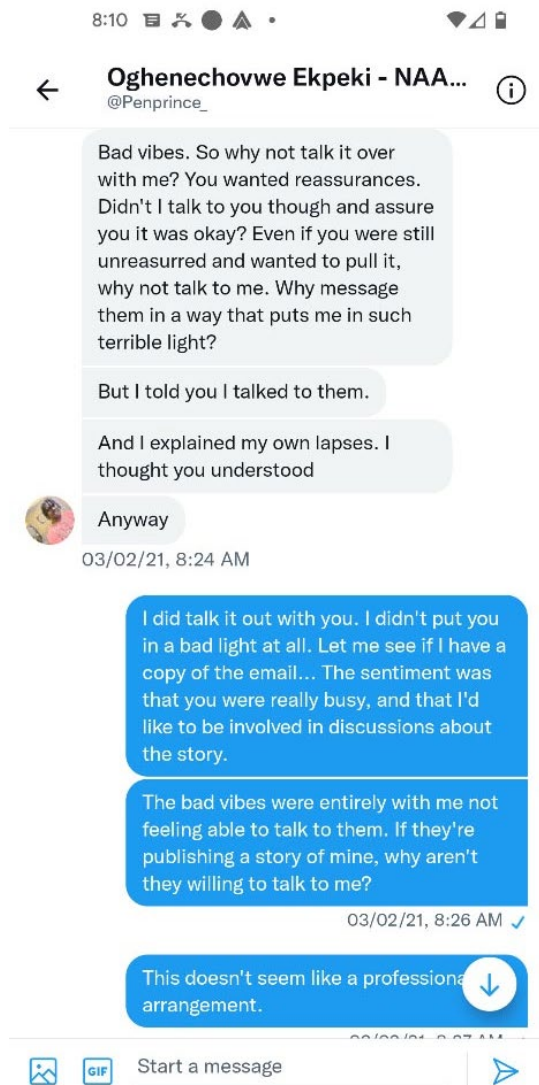 8:10
Oghenechovwe Ekpeki - NAA...
@Penprince_
Bad vibes. So why not talk it over
with me? You wanted reassurances.
Didn't I talk to you though and assure
you it was okay? Even if you were still
unreasurred and wanted to pull it,
why not talk to me. Why message
them in a way that puts me in such
terrible light?
But I told you I talked to them.
And I explained my own lapses. I
thought you understood
Anyway
03/02/21, 8:24 AM
I did talk it out with you. I didn't put you
in a bad light at all. Let me see if I have a
copy of the email... The sentiment was
that you were really busy, and that I'd
like to be involved in discussions about
the story.
The bad vibes were entirely with me not
feeling able to talk to them. If they're
publishing a story of mine, why aren't
they willing to talk to me?
03/02/21, 8:26 AM
This doesn't seem like a professiona
arrangement.
GIF
Start a message